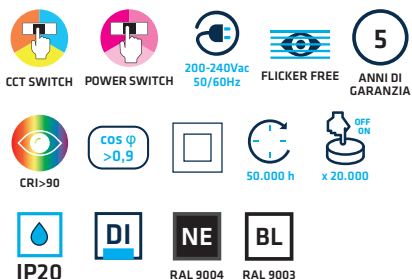 CCT SWITCH
POWER SWITCH
200-240Vac
50/60Hz
FLICKER FREE
5
ANNI DI
GARANZIA
CRI>90
cos φ
>0,9
50.000 h
OFF
ON
x 20.000
IP20
DI
NE
RAL 9004
BL
RAL 9003